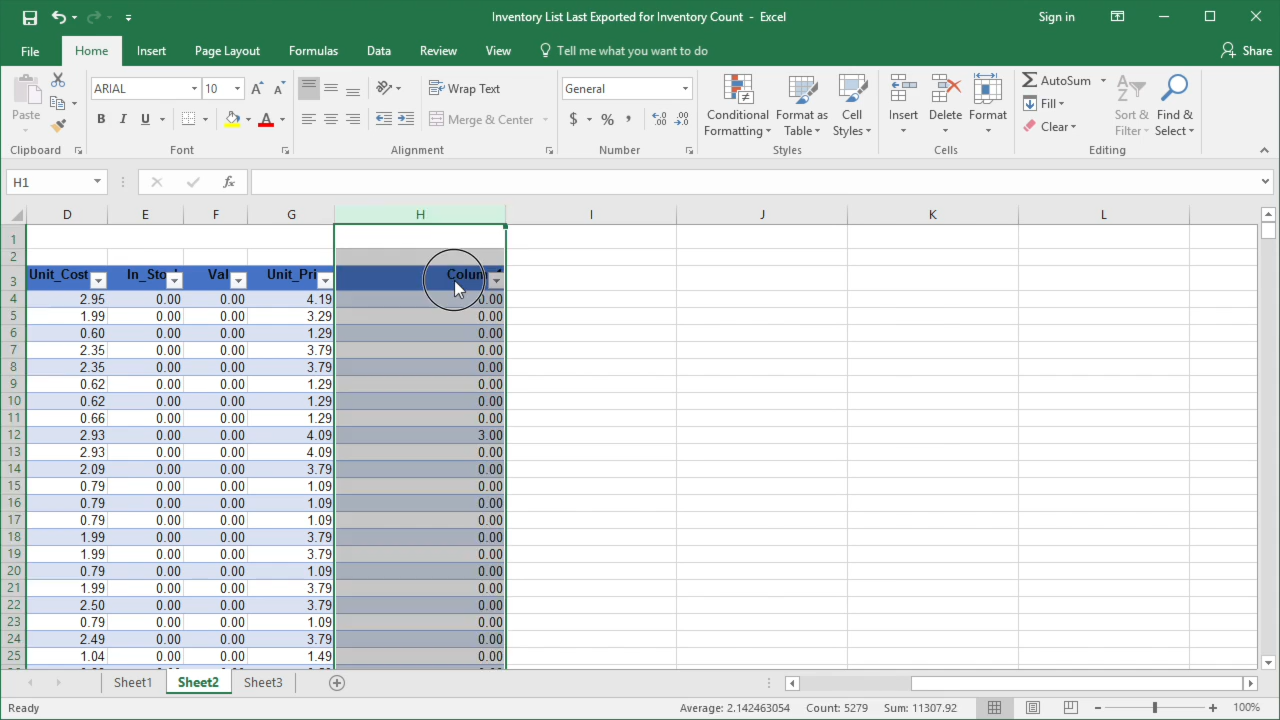 Inventory List Last Exported for Inventory Count - Excel
Sign in
File Home Insert Page Layout Formulas Data Review View Tell me what you want to do Share
Paste
Clipboard
ARIAL 10
B I U A
Font
Wrap Text
Merge & Center
Alignment
General
$ % ,
Number
Conditional Formatting
Format as Table
Cell Styles
Styles
Insert Delete Format
Cells
AutoSum
Fill
Clear
Sort & Filter
Find & Select
Editing
H1 fx
D E F G H I J K L
1
2
3 Unit_Cost In_Sto Val Unit_Pri Colum
4 2.95 0.00 0.00 4.19 0.00
5 1.99 0.00 0.00 3.29 0.00
6 0.60 0.00 0.00 1.29 0.00
7 2.35 0.00 0.00 3.79 0.00
8 2.35 0.00 0.00 3.79 0.00
9 0.62 0.00 0.00 1.29 0.00
10 0.62 0.00 0.00 1.29 0.00
11 0.66 0.00 0.00 1.29 0.00
12 2.93 0.00 0.00 4.09 3.00
13 2.93 0.00 0.00 4.09 0.00
14 2.09 0.00 0.00 3.79 0.00
15 0.79 0.00 0.00 1.09 0.00
16 0.79 0.00 0.00 1.09 0.00
17 0.79 0.00 0.00 1.09 0.00
18 1.99 0.00 0.00 3.79 0.00
19 1.99 0.00 0.00 3.79 0.00
20 0.79 0.00 0.00 1.09 0.00
21 1.99 0.00 0.00 3.79 0.00
22 2.50 0.00 0.00 3.79 0.00
23 0.79 0.00 0.00 1.09 0.00
24 2.49 0.00 0.00 3.79 0.00
25 1.04 0.00 0.00 1.49 0.00
Sheet1 Sheet2 Sheet3
Ready Average: 2.142463054 Count: 5279 Sum: 11307.92 100%